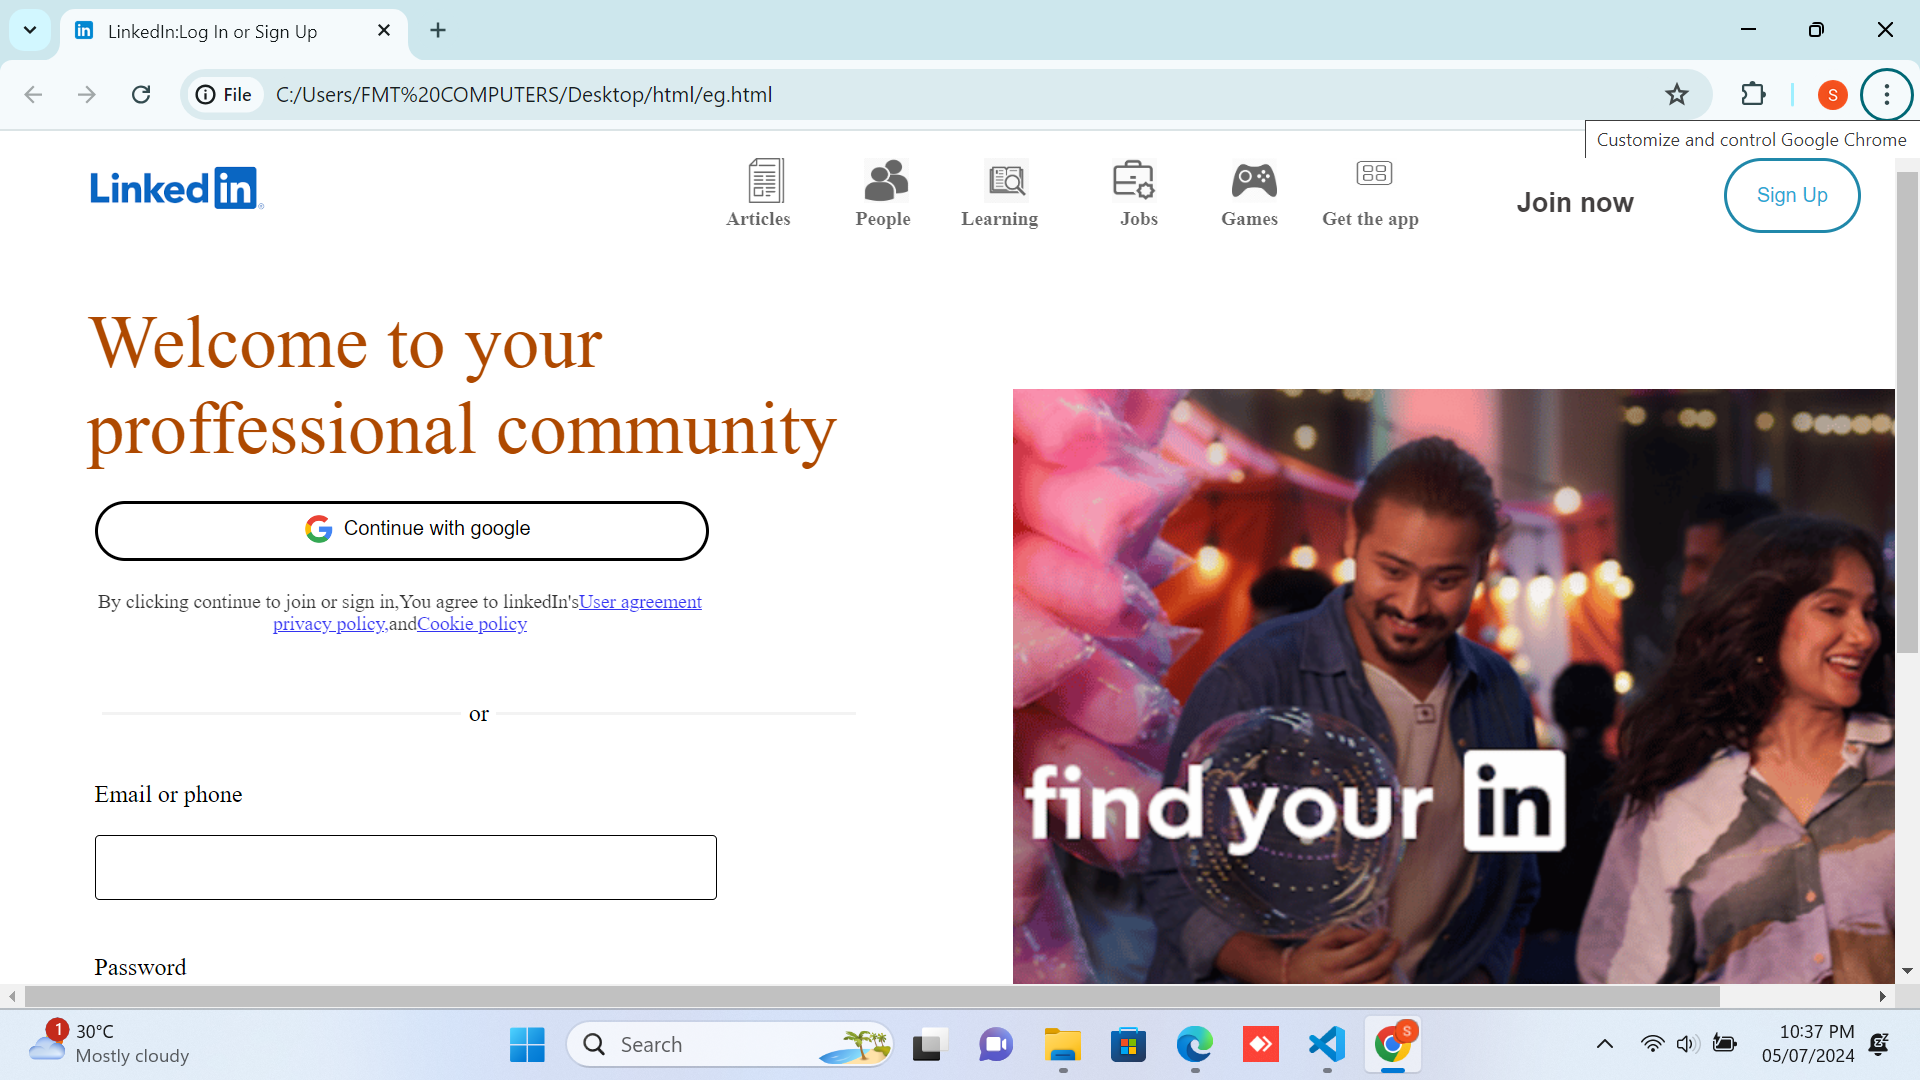 LinkedIn:Log In or Sign Up
File
C:/Users/FMT%20COMPUTERS/Desktop/html/eg.html
S
Customize and control Google Chrome
Linked in
Articles
People
Learning
Jobs
Games
Get the app
Join now
Sign Up
Welcome to your
proffessional community
Continue with google
By clicking continue to join or sign in,You agree to linkedIn'sUser agreement
privacy policy,andCookie policy
or
Email or phone
Password
find your in
1
30°C
Mostly cloudy
Search
S
10:37 PM
05/07/2024